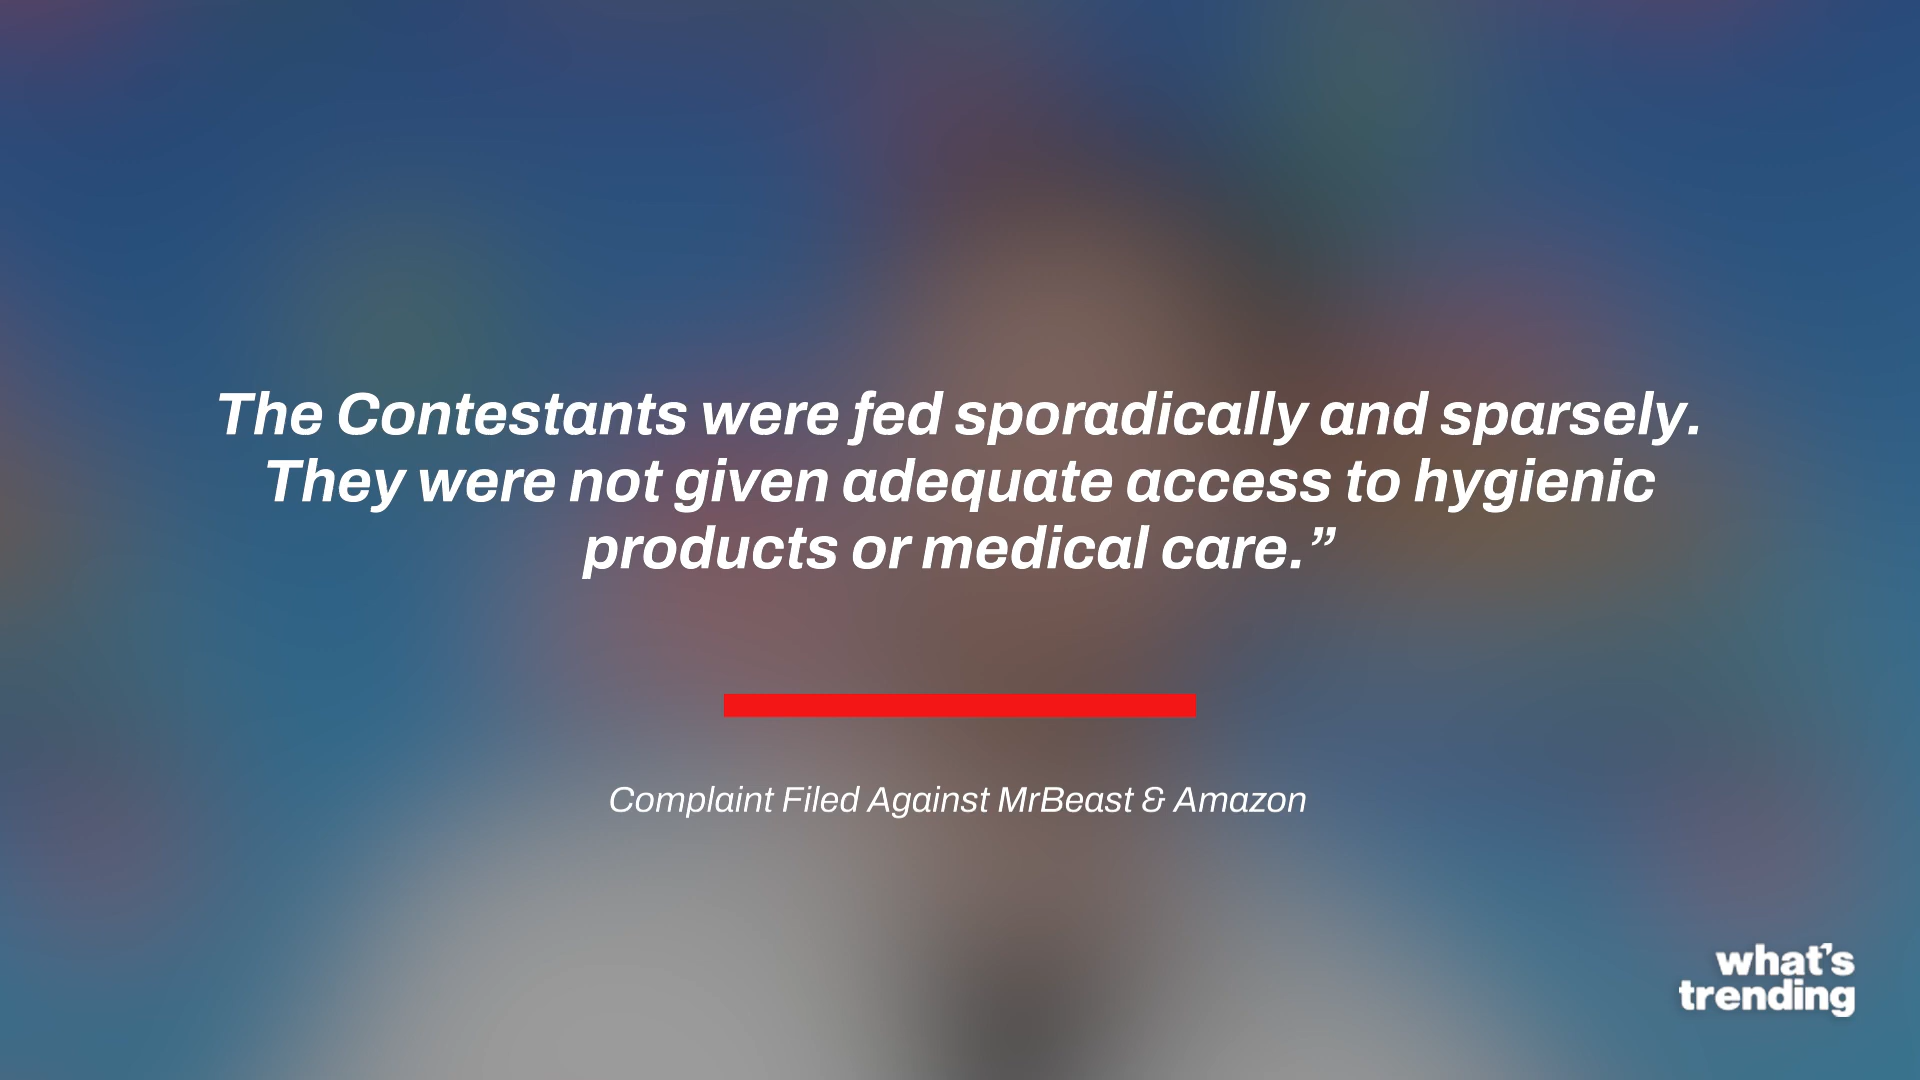 The Contestants were fed sporadically and sparsely.
They were not given adequate access to hygienic
products or medical care.”
Complaint Filed Against MrBeast & Amazon
what's
trending